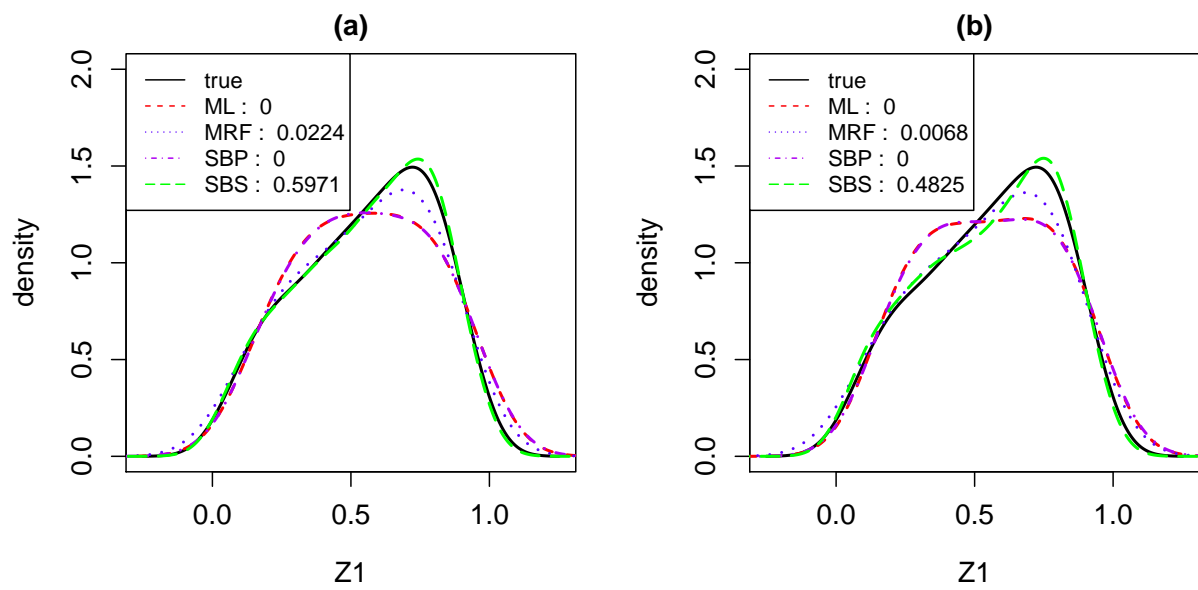 (a)
true
ML : 0
MRF : 0.0224
SBP : 0
SBS : 0.5971
density
0.0
0.5
1.0
1.5
2.0
0.0
0.5
1.0
Z1
(b)
true
ML : 0
MRF : 0.0068
SBP : 0
SBS : 0.4825
density
0.0
0.5
1.0
1.5
2.0
0.0
0.5
1.0
Z1